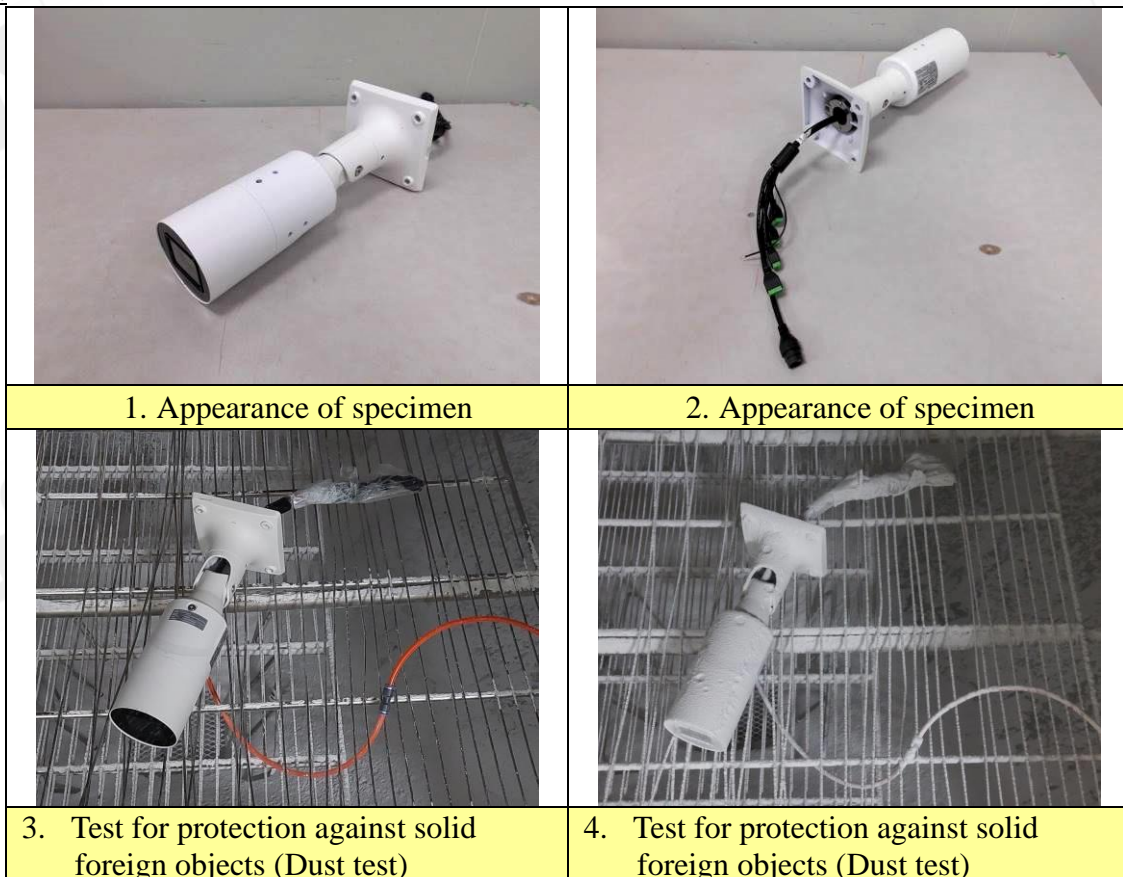 1. Appearance of specimen
2. Appearance of specimen
3. Test for protection against solid
foreign objects (Dust test)
4. Test for protection against solid
foreign objects (Dust test)